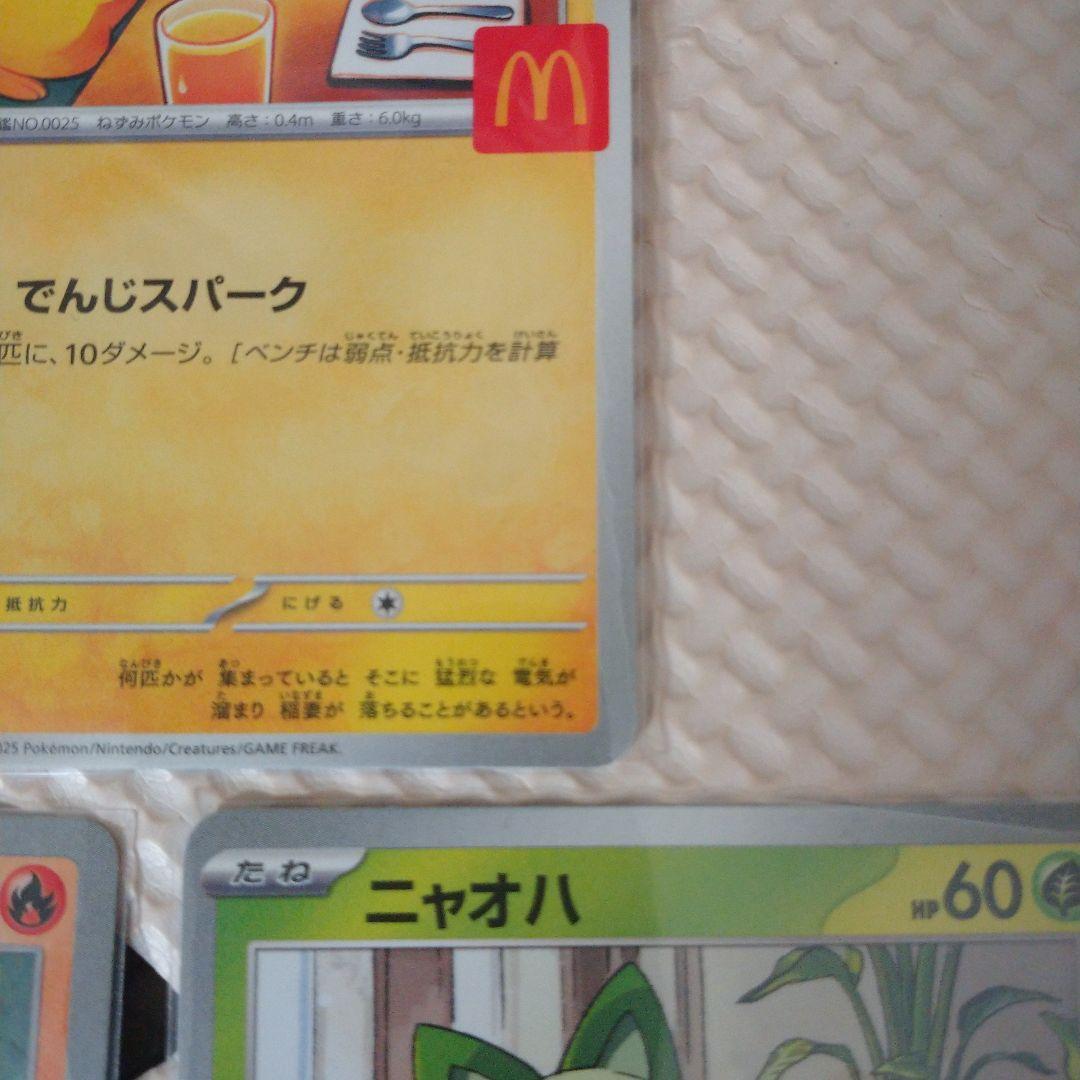 鑑NO.0025 ねずみポケモン 高さ:0.4m 重さ:6.0kg
でんじスパーク
匹に、10ダメージ。[ベンチは弱点・抵抗力を計算
抵抗力 にげる
何匹かが 集まっていると そこに 猛烈な 電気が
溜まり 稲妻が 落ちることがあるという。
025 Pokémon/Nintendo/Creatures/GAME FREAK.
たね ニャオハ HP60